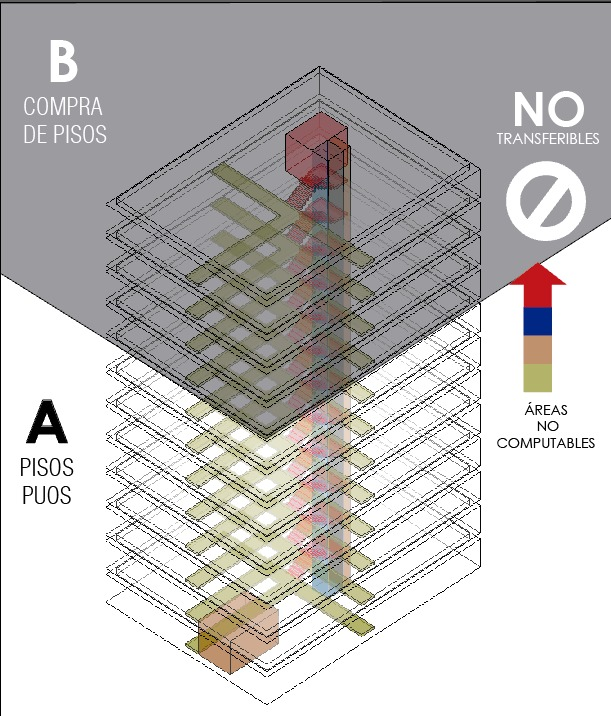 B
COMPRA
DE PISOS
NO
TRANSFERIBLES
A
PISOS
PUOS
ÁREAS
NO
COMPUTABLES